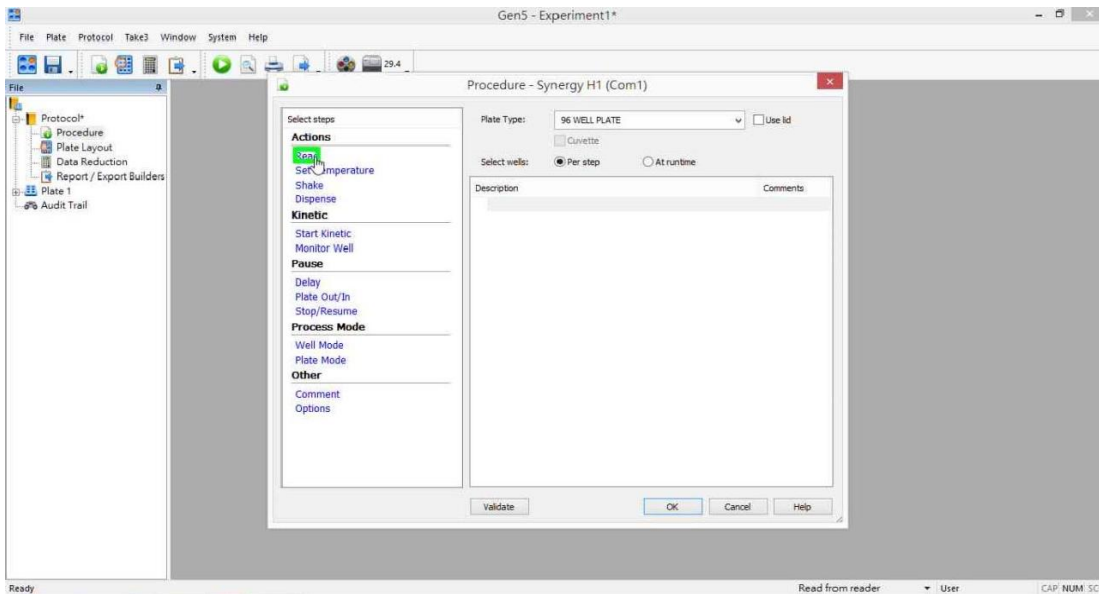 Gen5 - Experiment1*
File Plate Protocol Take3 Window System Help
29.4
File
Protocol*
Procedure
Plate Layout
Data Reduction
Report / Export Builders
Plate 1
Audit Trail
Procedure - Synergy H1 (Com1)
Select steps
Actions
Read
Set Temperature
Shake
Dispense
Kinetic
Start Kinetic
Monitor Well
Pause
Delay
Plate Out/In
Stop/Resume
Process Mode
Well Mode
Plate Mode
Other
Comment
Options
Plate Type: 96 WELL PLATE Use lid
Cuvette
Select wells: Per step At runtime
Description Comments
Validate OK Cancel Help
Ready Read from reader User CAP NUM SC